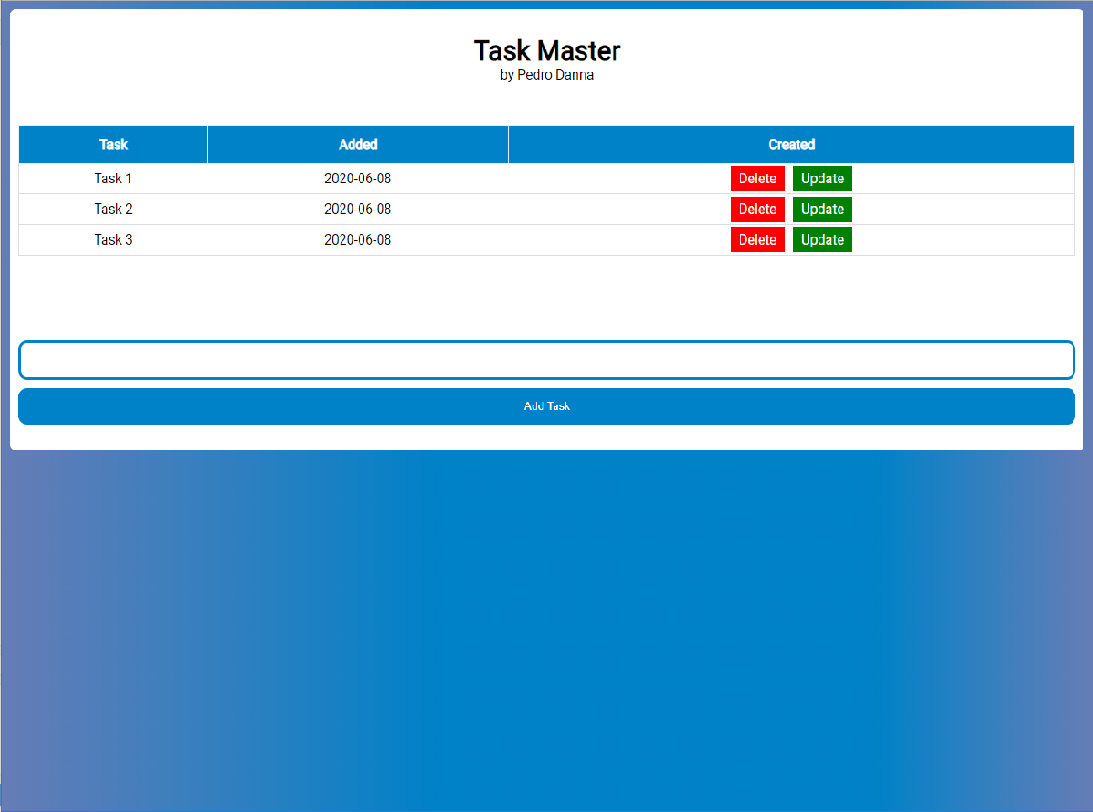 Task Master
by Pedro Danna
Task Added Created
Task 1 2020-06-08 Delete Update
Task 2 2020-06-08 Delete Update
Task 3 2020-06-08 Delete Update
Add Task